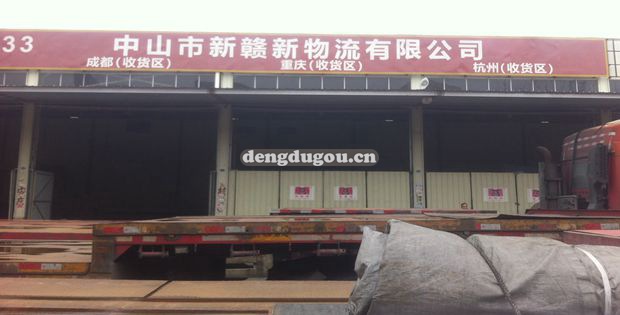 33 中山市新赣新物流有限公司
成都(收货区) 重庆(收货区) 杭州(收货区)
dengdugou.cn